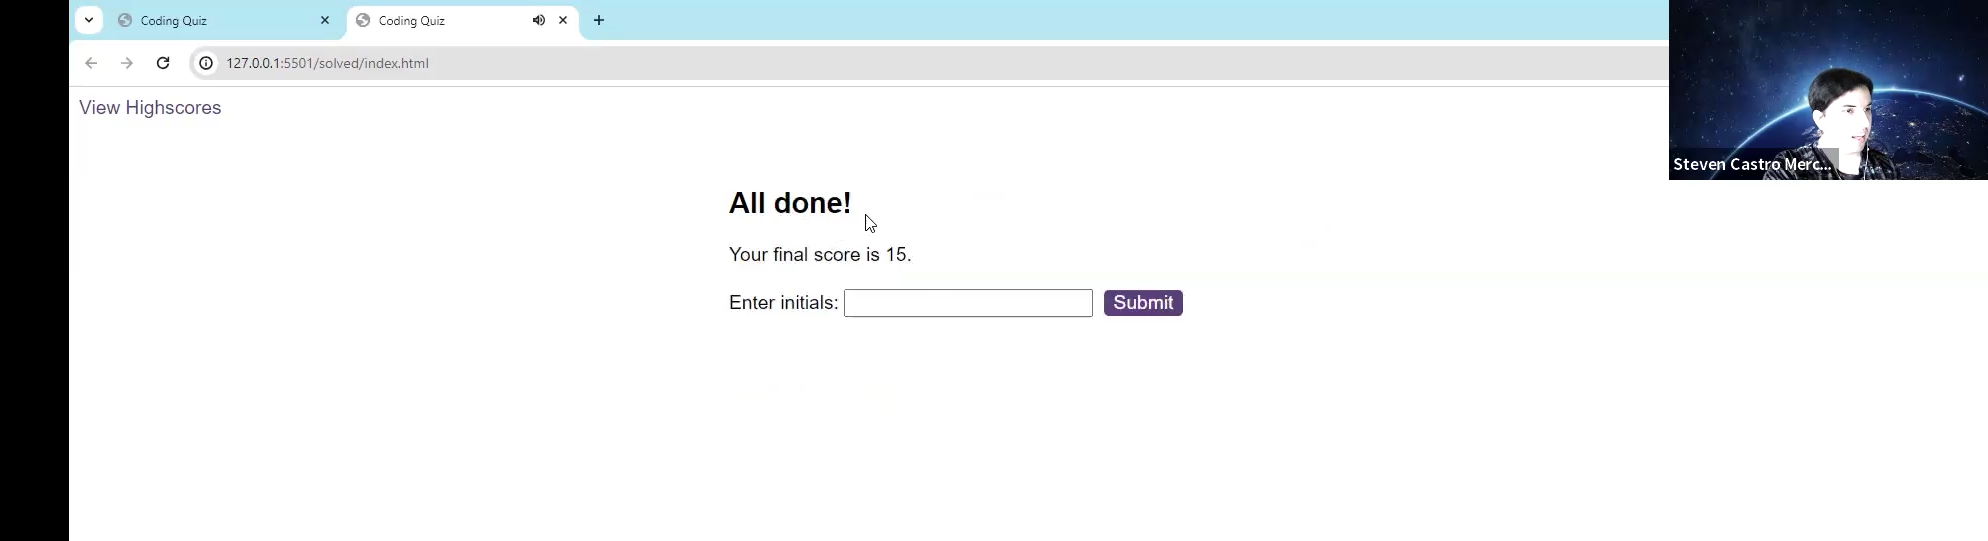 Coding Quiz
Coding Quiz
127.0.0.1:5501/solved/index.html
View Highscores
Steven Castro Merc...
All done!
Your final score is 15.
Enter initials:
Submit